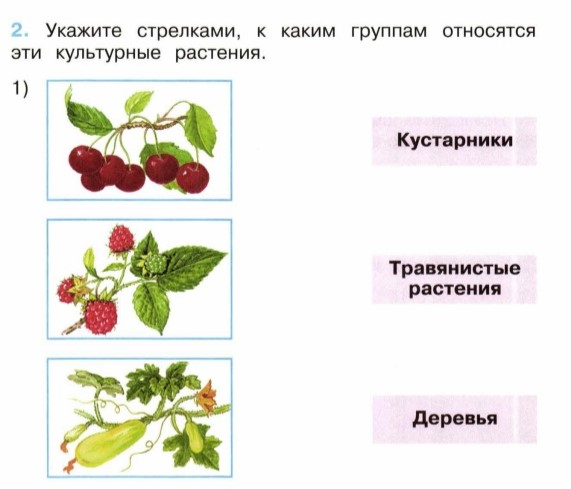 2. Укажите стрелками, к каким группам относятся
эти культурные растения.
1)
Кустарники
Травянистые
растения
Деревья